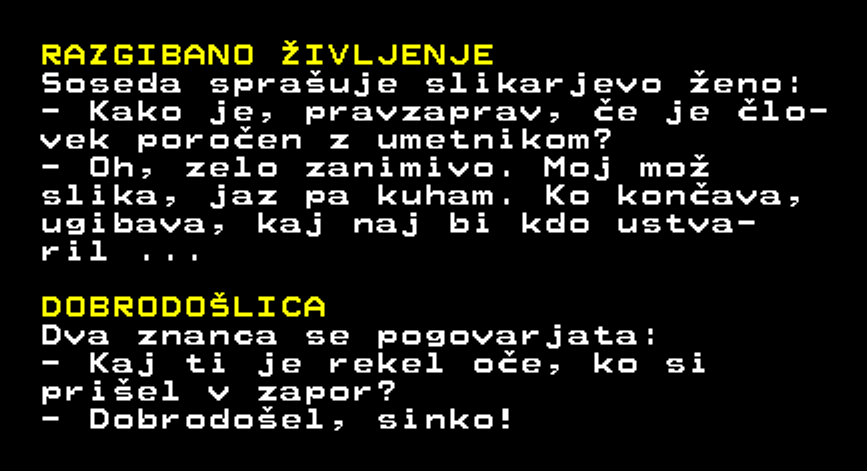 RAZGIBANO ŽIVLJENJE
Soseda sprašuje slikarjevo ženo:
- Kako je, pravzaprav, če je člo-
vek poročen z umetnikom?
- Oh, zelo zanimivo. Moj mož
slika, jaz pa kuham. Ko končava,
ugibava, kaj naj bi kdo ustva-
ril ...
DOBRODOŠLICA
Dva znanca se pogovarjata:
- Kaj ti je rekel oče, ko si
prišel v zapor?
- Dobrodošel, sinko!